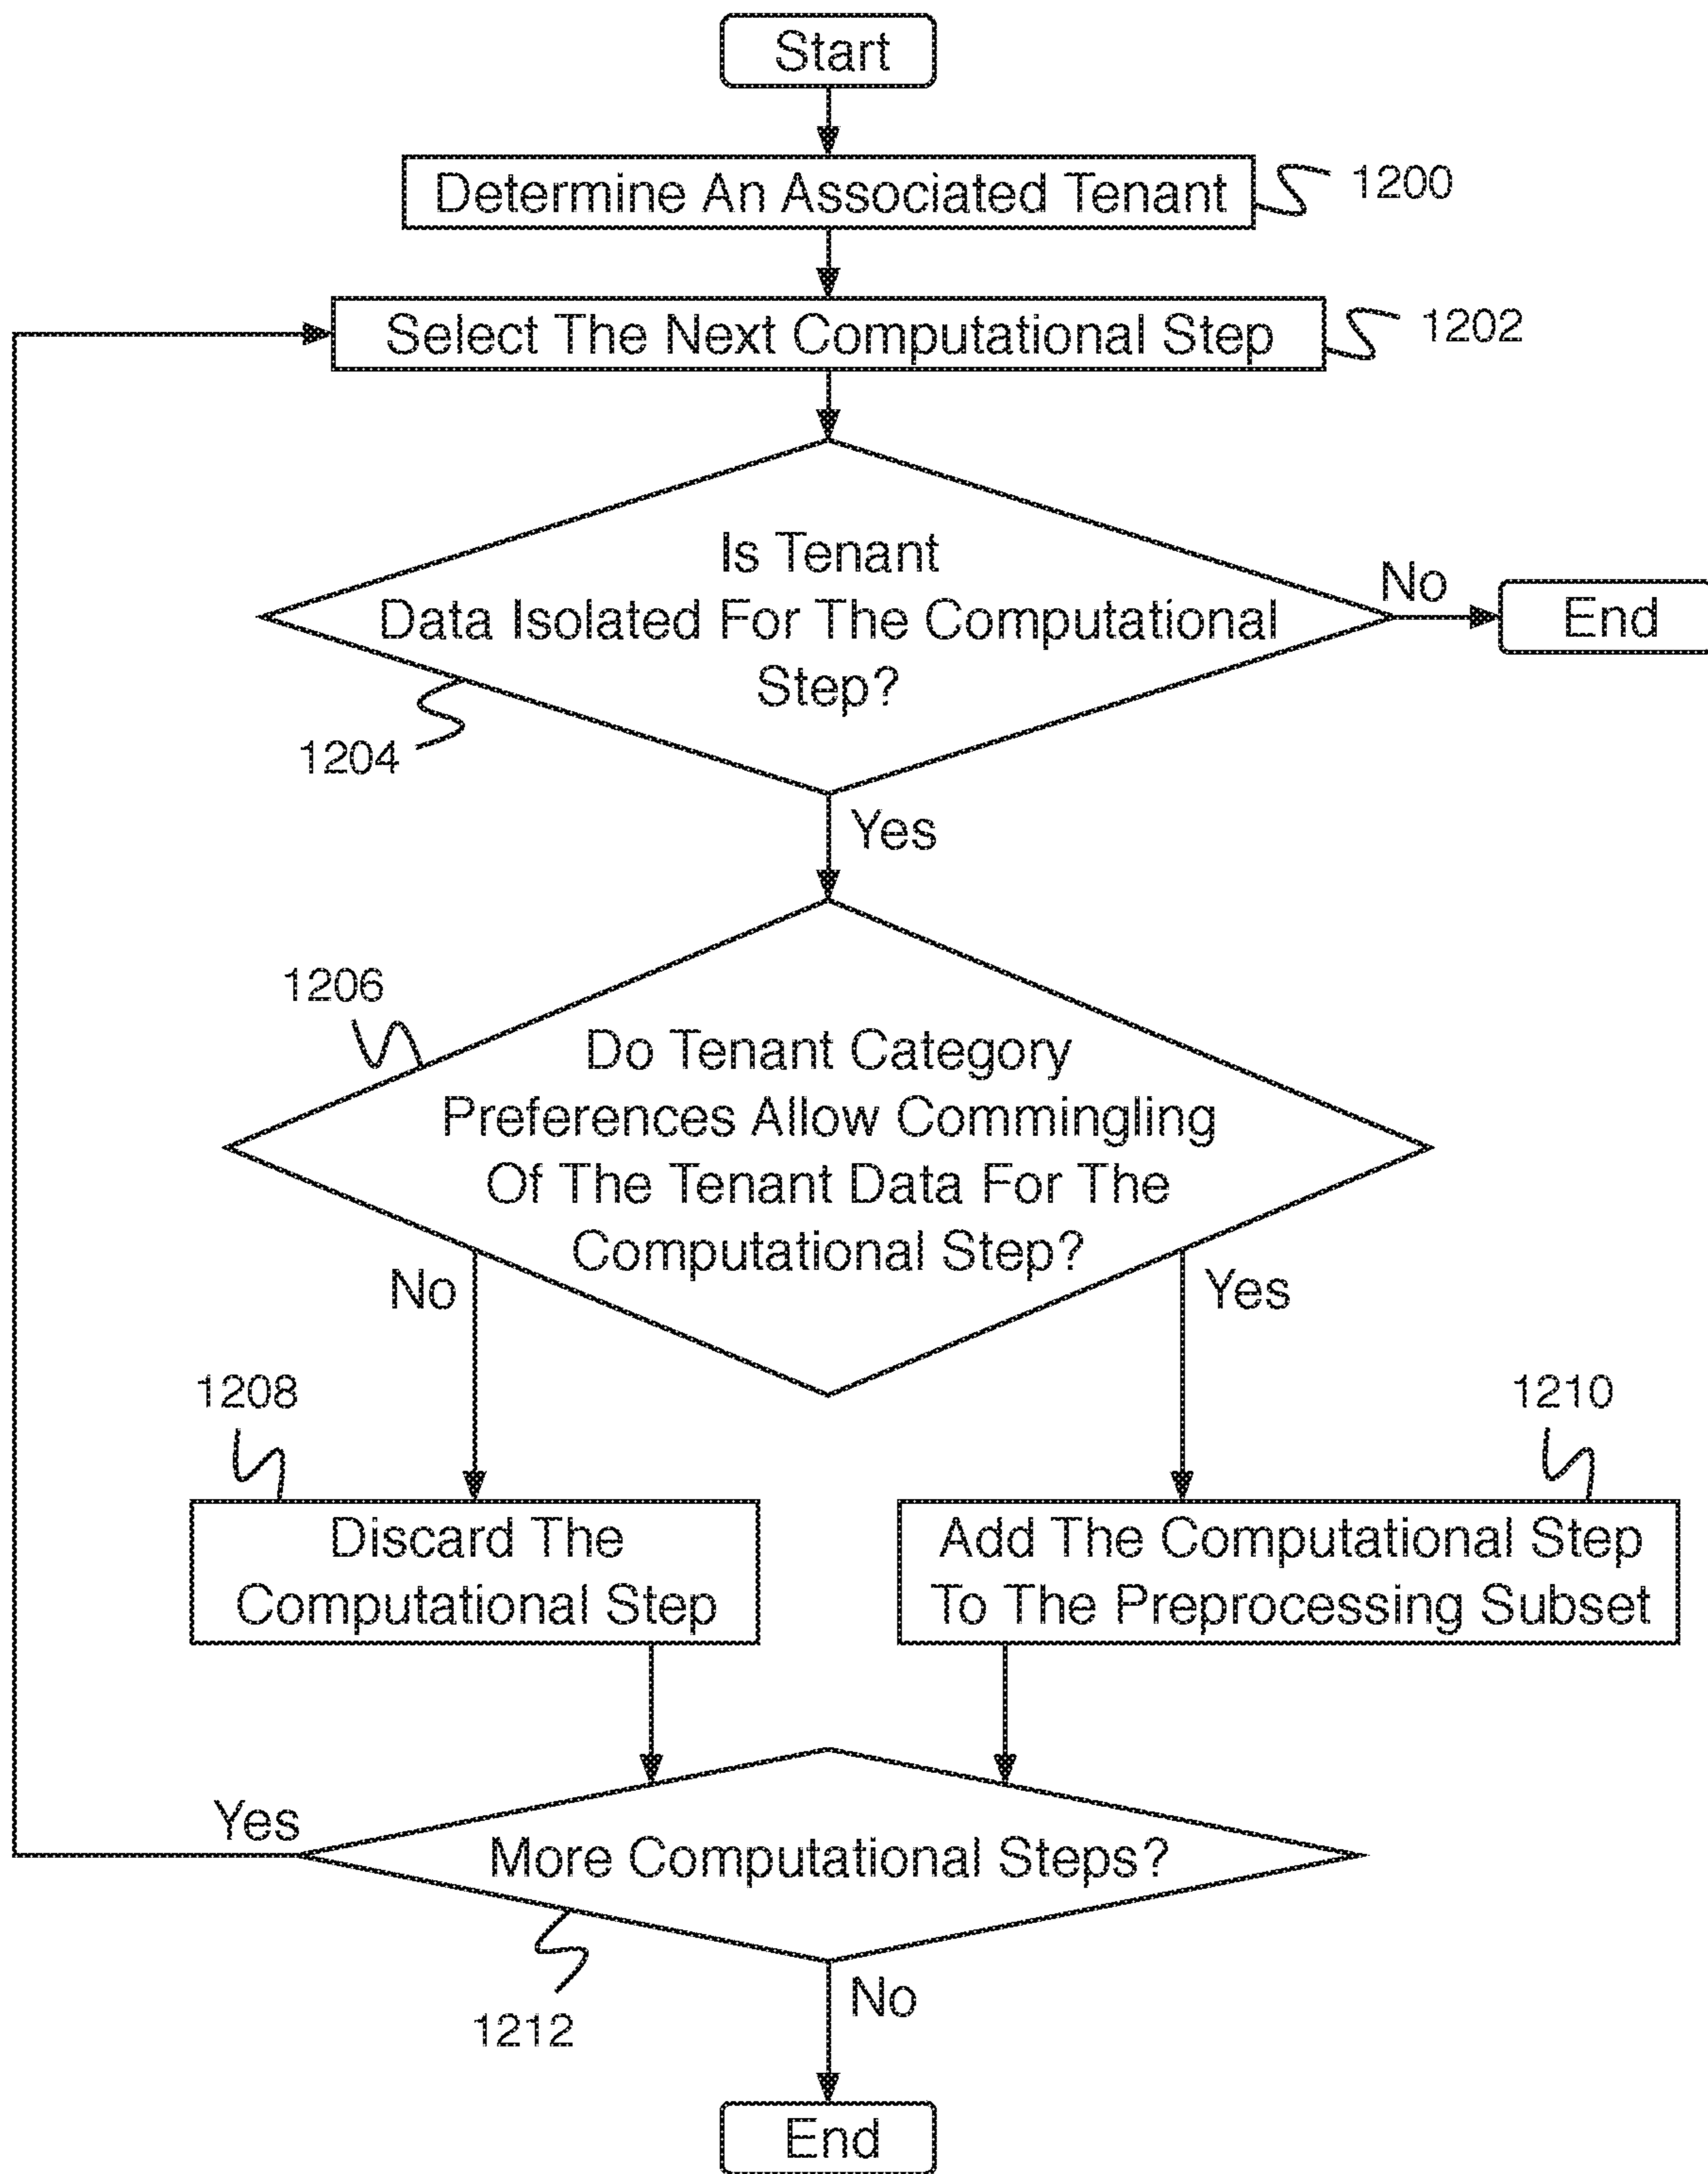 Start
Determine An Associated Tenant
1200
Select The Next Computational Step
1202
Is Tenant
Data Isolated For The Computational
Step?
No
End
1204
Yes
1206
Do Tenant Category
Preferences Allow Commingling
Of The Tenant Data For The
Computational Step?
No
Yes
1208
1210
Discard The
Computational Step
Add The Computational Step
To The Preprocessing Subset
Yes
More Computational Steps?
1212
No
End